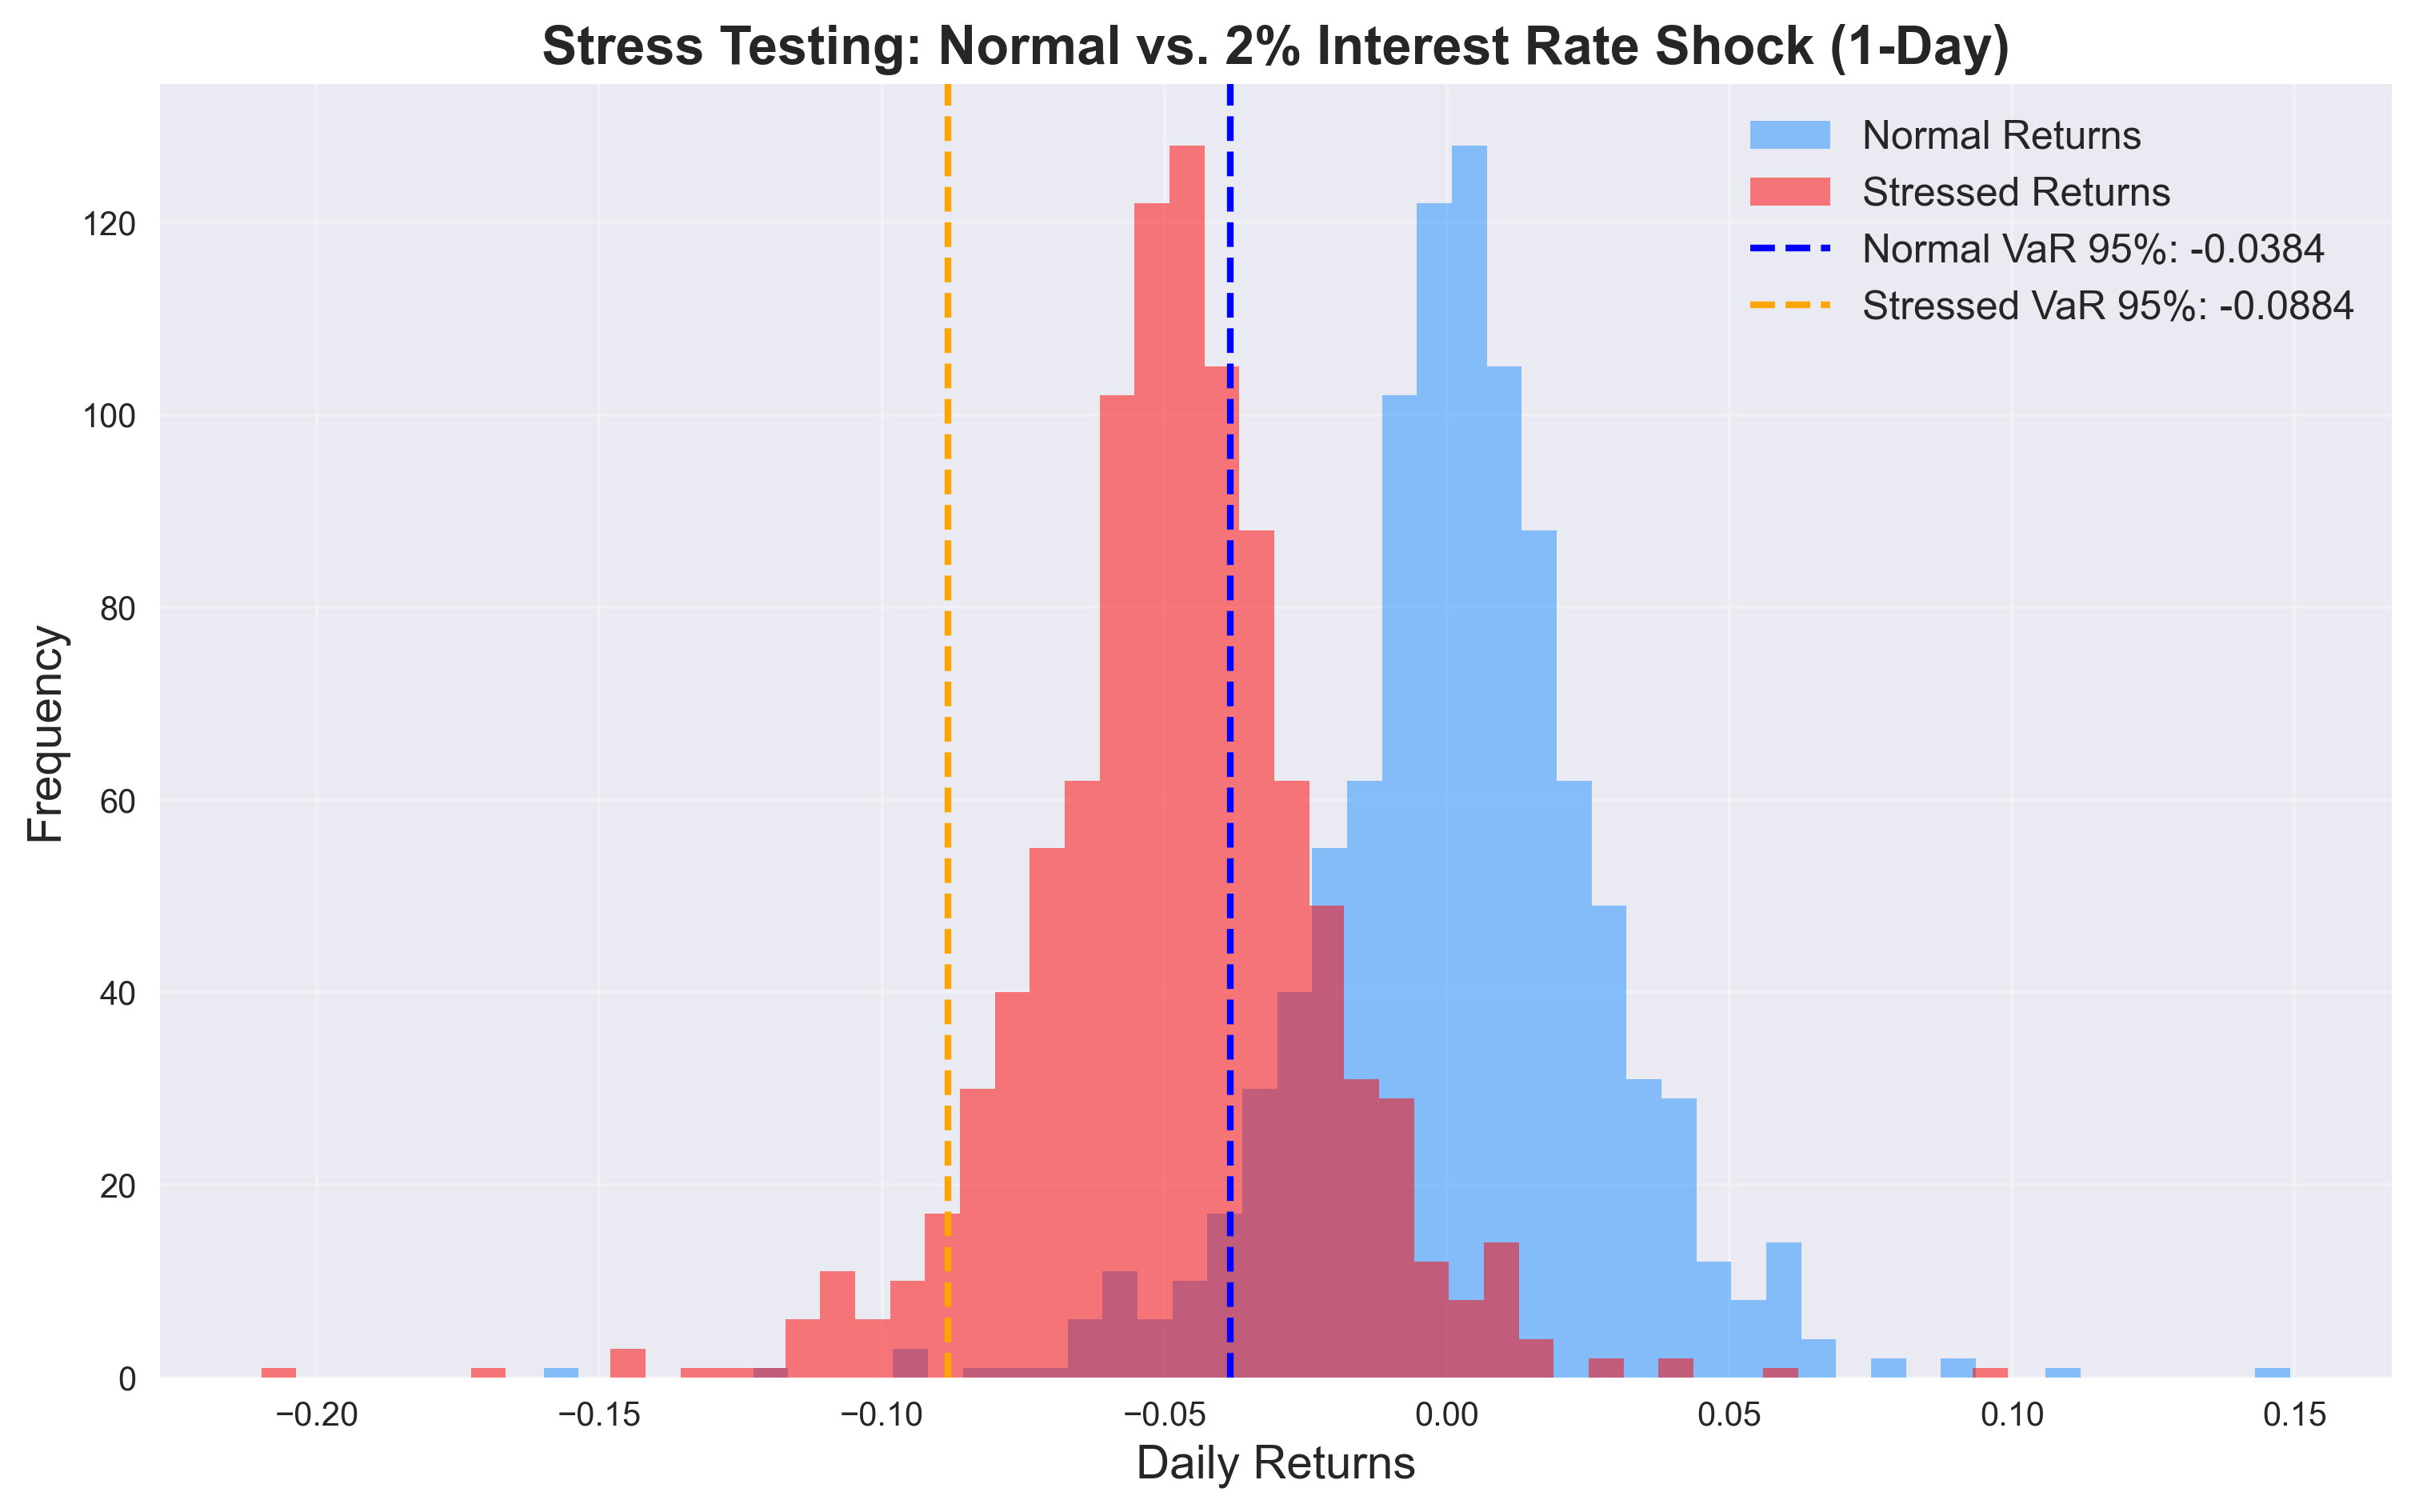 Stress Testing: Normal vs. 2% Interest Rate Shock (1-Day)
Normal Returns
Stressed Returns
Normal VaR 95%: -0.0384
Stressed VaR 95%: -0.0884
Frequency
120
100
80
60
40
20
0
−0.20 −0.15 −0.10 −0.05 0.00 0.05 0.10 0.15
Daily Returns